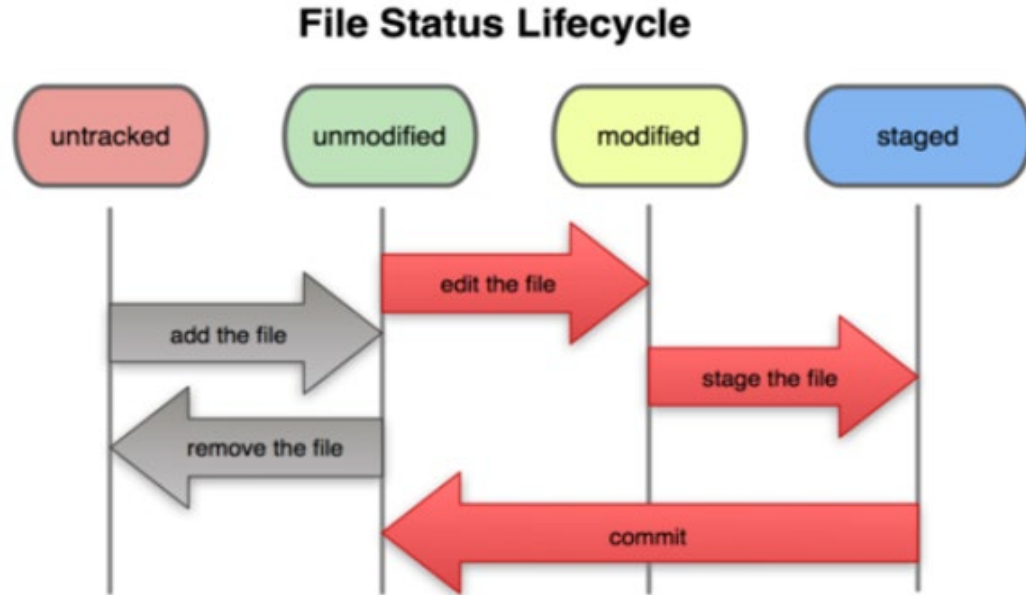 File Status Lifecycle
untracked
unmodified
modified
staged
edit the file
add the file
stage the file
remove the file
commit